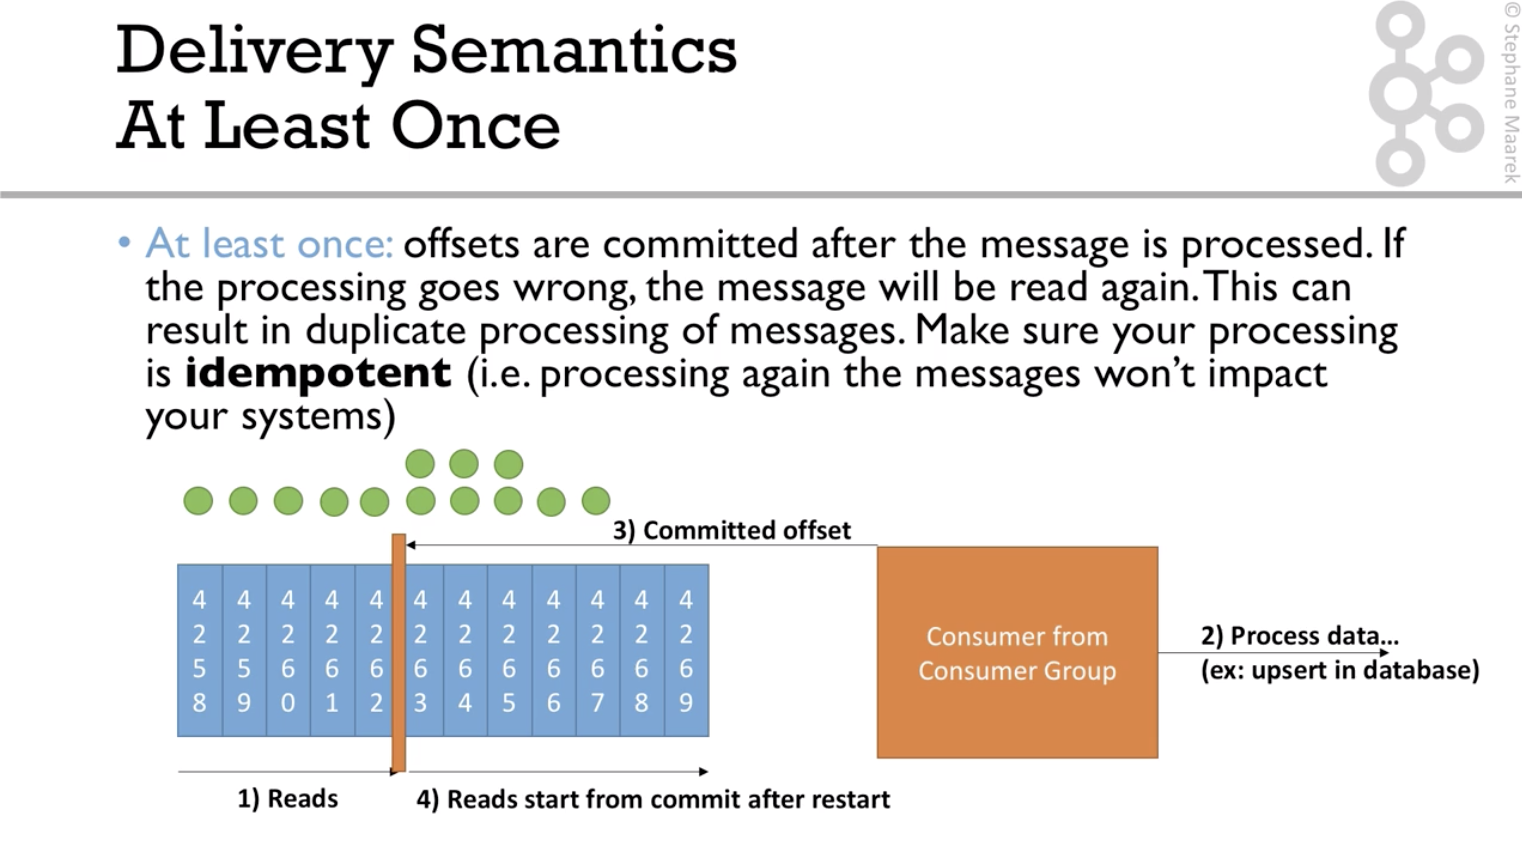 Delivery Semantics
At Least Once
© Stephane Maarek
• At least once: offsets are committed after the message is processed. If
the processing goes wrong, the message will be read again. This can
result in duplicate processing of messages. Make sure your processing
is idempotent (i.e. processing again the messages won’t impact
your systems)
3) Committed offset
4258 4259 4260 4261 4262 4263 4264 4265 4266 4267 4268 4269
Consumer from
Consumer Group
2) Process data...
(ex: upsert in database)
1) Reads
4) Reads start from commit after restart